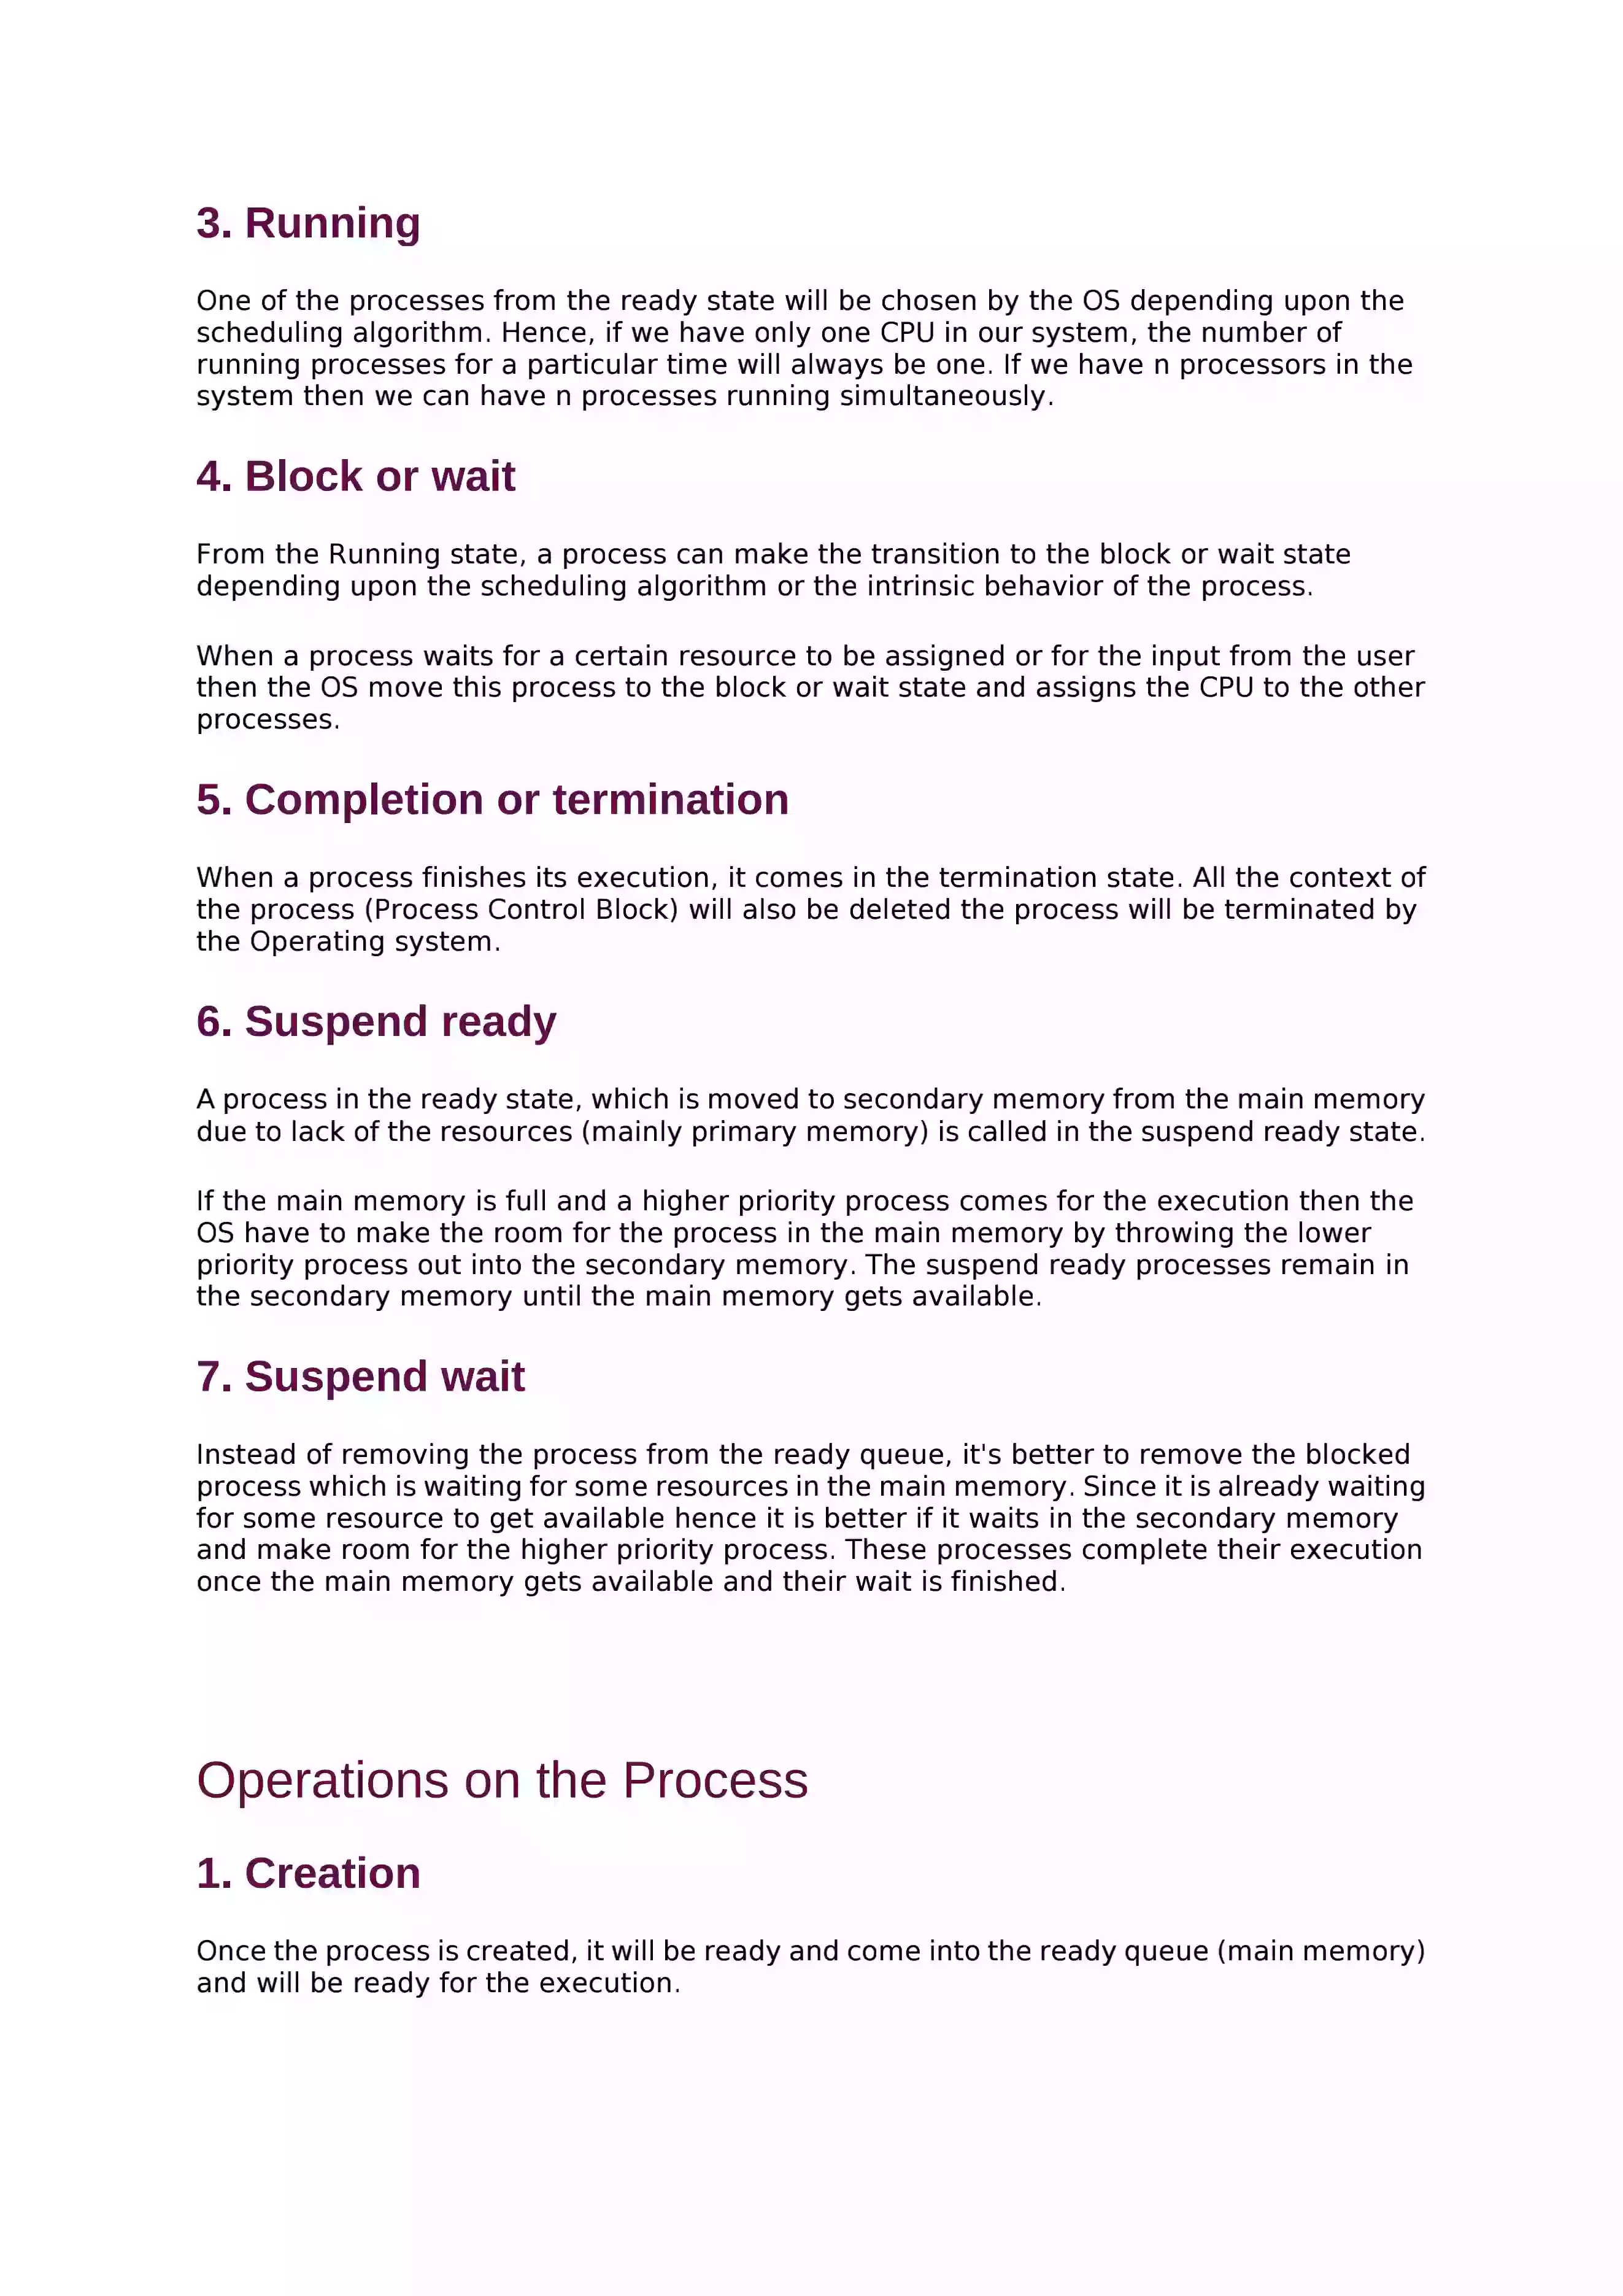 3. Running
One of the processes from the ready state will be chosen by the OS depending upon the
scheduling algorithm. Hence, if we have only one CPU in our system, the number of
running processes for a particular time will always be one. If we have n processors in the
system then we can have n processes running simultaneously.
4. Block or wait
From the Running state, a process can make the transition to the block or wait state
depending upon the scheduling algorithm or the intrinsic behavior of the process.
When a process waits for a certain resource to be assigned or for the input from the user
then the OS move this process to the block or wait state and assigns the CPU to the other
processes.
5. Completion or termination
When a process finishes its execution, it comes in the termination state. All the context of
the process (Process Control Block) will also be deleted the process will be terminated by
the Operating system.
6. Suspend ready
A process in the ready state, which is moved to secondary memory from the main memory
due to lack of the resources (mainly primary memory) is called in the suspend ready state.
If the main memory is full and a higher priority process comes for the execution then the
OS have to make the room for the process in the main memory by throwing the lower
priority process out into the secondary memory. The suspend ready processes remain in
the secondary memory until the main memory gets available.
7. Suspend wait
Instead of removing the process from the ready queue, it's better to remove the blocked
process which is waiting for some resources in the main memory. Since it is already waiting
for some resource to get available hence it is better if it waits in the secondary memory
and make room for the higher priority process. These processes complete their execution
once the main memory gets available and their wait is finished.
Operations on the Process
1. Creation
Once the process is created, it will be ready and come into the ready queue (main memory)
and will be ready for the execution.